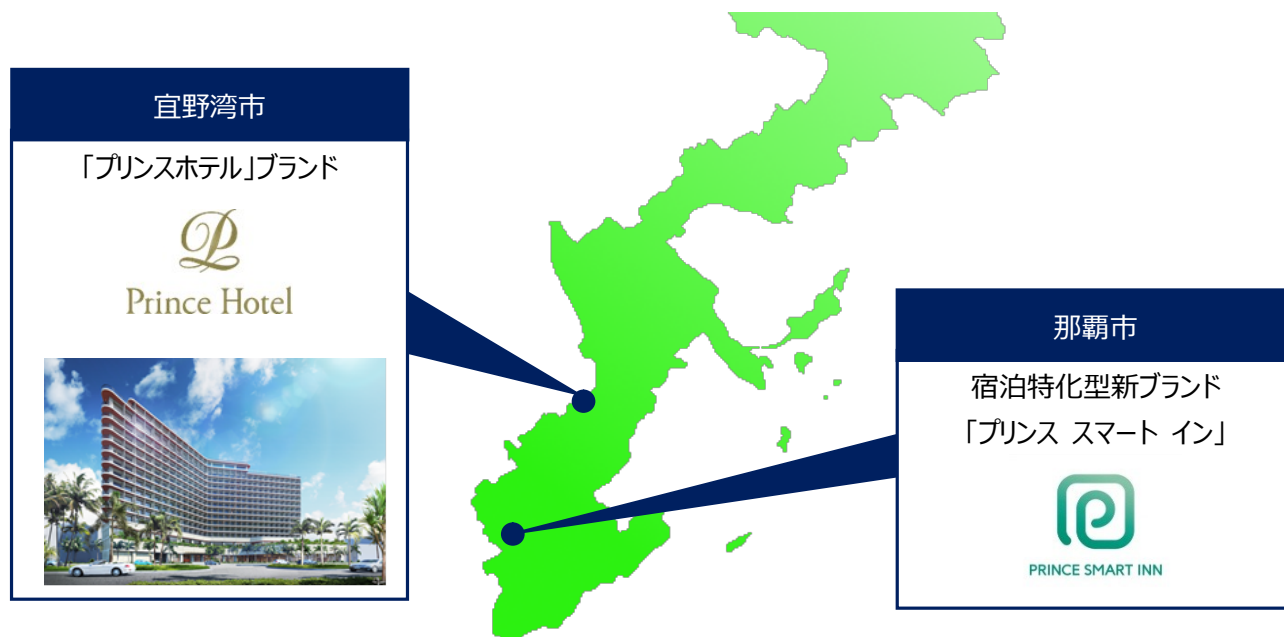 宜野湾市
「プリンスホテル」ブランド
Prince Hotel
那覇市
宿泊特化型新ブランド
「プリンス スマート イン」
PRINCE SMART INN